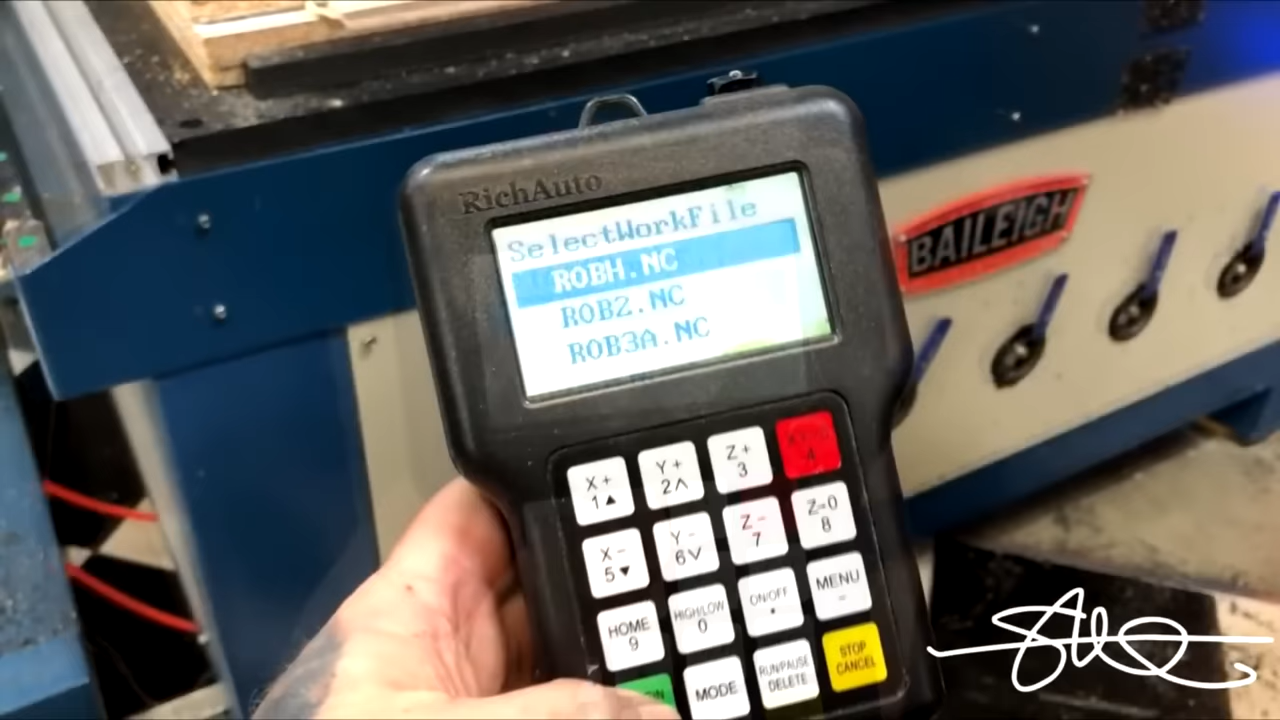 RichAuto
SelectWorkFile
ROBH.NC
ROB2.NC
ROB3A.NC
BAILEIGH
X+ Y+ Z+
1▲ 2∧ 3 4
X- Y- Z- Z=0
5▼ 6∨ 7 8
HOME HIGH/LOW ON/OFF MENU
9 0 • =
MODE RUN/PAUSE STOP
DELETE CANCEL